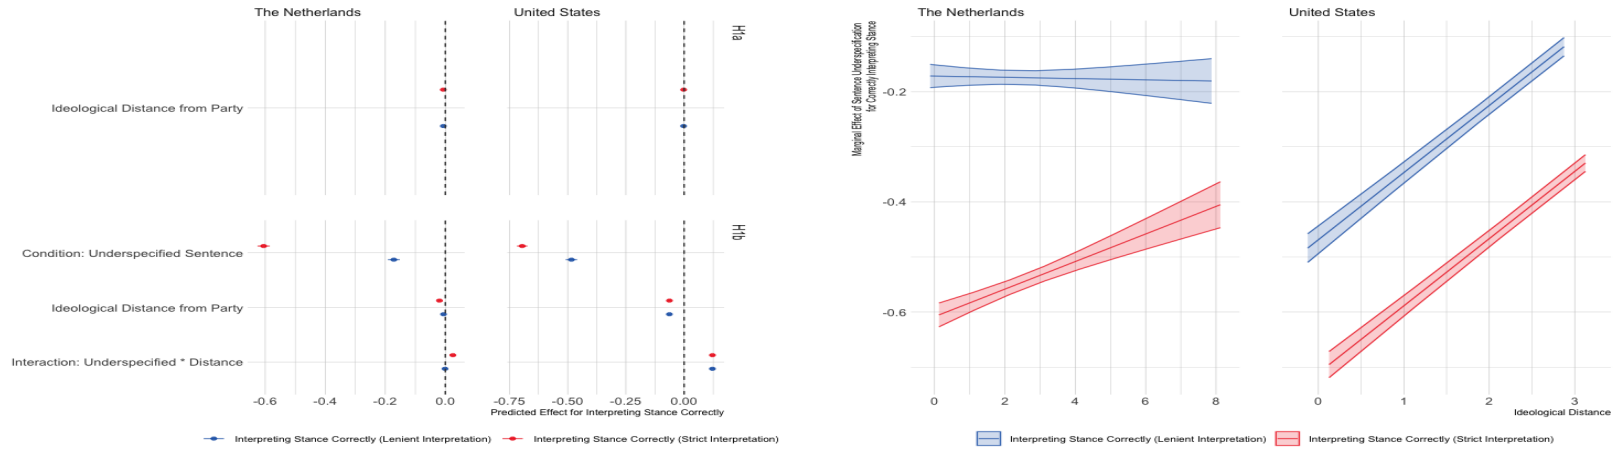 The Netherlands
United States
H1a
Ideological Distance from Party
H1b
Condition: Underspecified Sentence
Ideological Distance from Party
Interaction: Underspecified * Distance
-0.6 -0.4 -0.2 0.0
-0.75 -0.50 -0.25 0.00
Predicted Effect for Interpreting Stance Correctly
Interpreting Stance Correctly (Lenient Interpretation) Interpreting Stance Correctly (Strict Interpretation)
The Netherlands
United States
Marginal Effect of Sentence Underspecification
for Correctly Interpreting Stance
-0.2
-0.4
-0.6
0 2 4 6 8
0 1 2 3
Ideological Distance
Interpreting Stance Correctly (Lenient Interpretation) Interpreting Stance Correctly (Strict Interpretation)